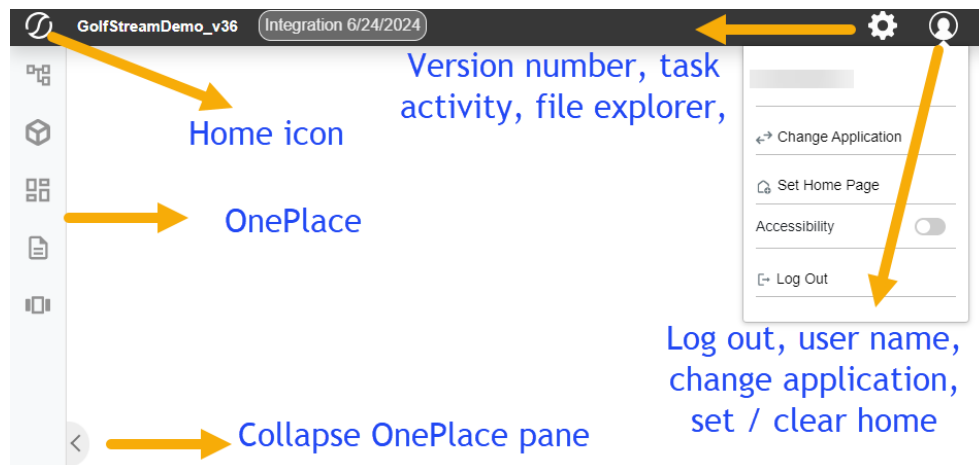 GolfStreamDemo_v36 Integration 6/24/2024
Version number, task
activity, file explorer,
Home icon
Change Application
Set Home Page
OnePlace
Accessibility
Log Out
Log out, user name,
change application,
set / clear home
Collapse OnePlace pane